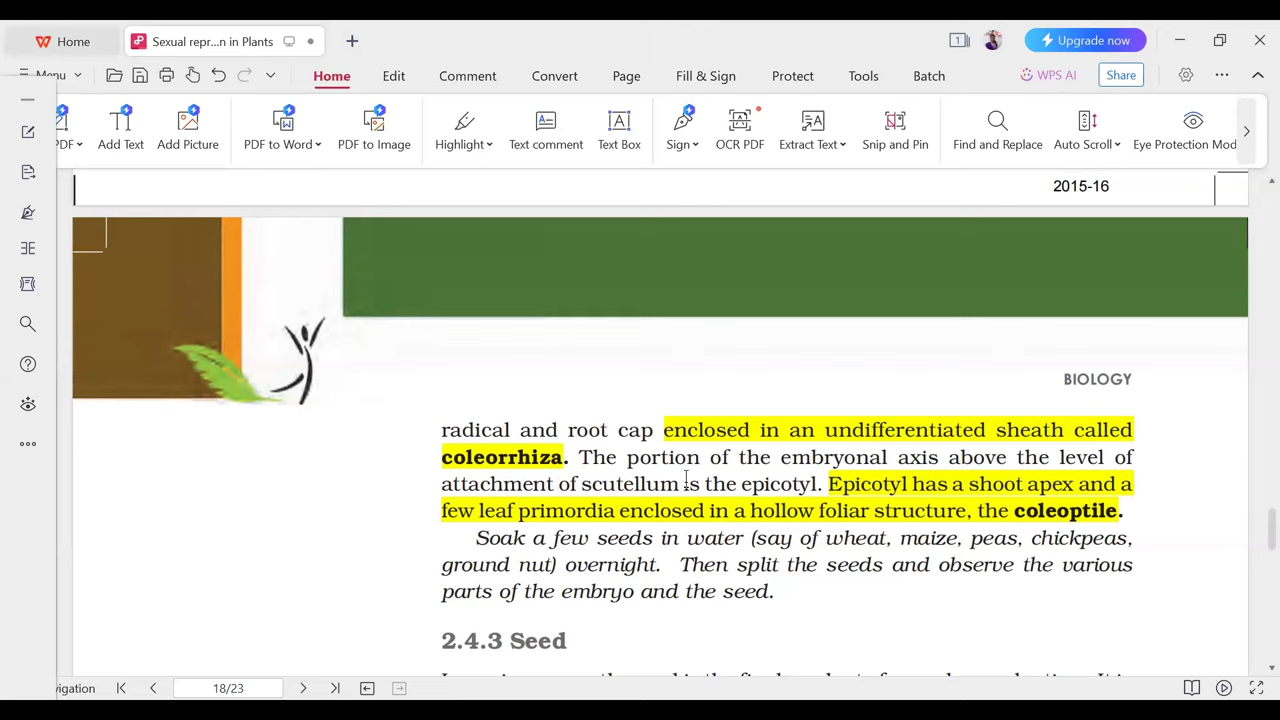 Home
Sexual repr...n in Plants
1
Upgrade now
Menu
Home
Edit
Comment
Convert
Page
Fill & Sign
Protect
Tools
Batch
WPS AI
Share
PDF
Add Text
Add Picture
PDF to Word
PDF to Image
Highlight
Text comment
Text Box
Sign
OCR PDF
Extract Text
Snip and Pin
Find and Replace
Auto Scroll
Eye Protection Mod
2015-16
BIOLOGY
radical and root cap enclosed in an undifferentiated sheath called
coleorrhiza. The portion of the embryonal axis above the level of
attachment of scutellum is the epicotyl. Epicotyl has a shoot apex and a
few leaf primordia enclosed in a hollow foliar structure, the coleoptile.
Soak a few seeds in water (say of wheat, maize, peas, chickpeas,
ground nut) overnight. Then split the seeds and observe the various
parts of the embryo and the seed.
2.4.3 Seed
vigation
18/23